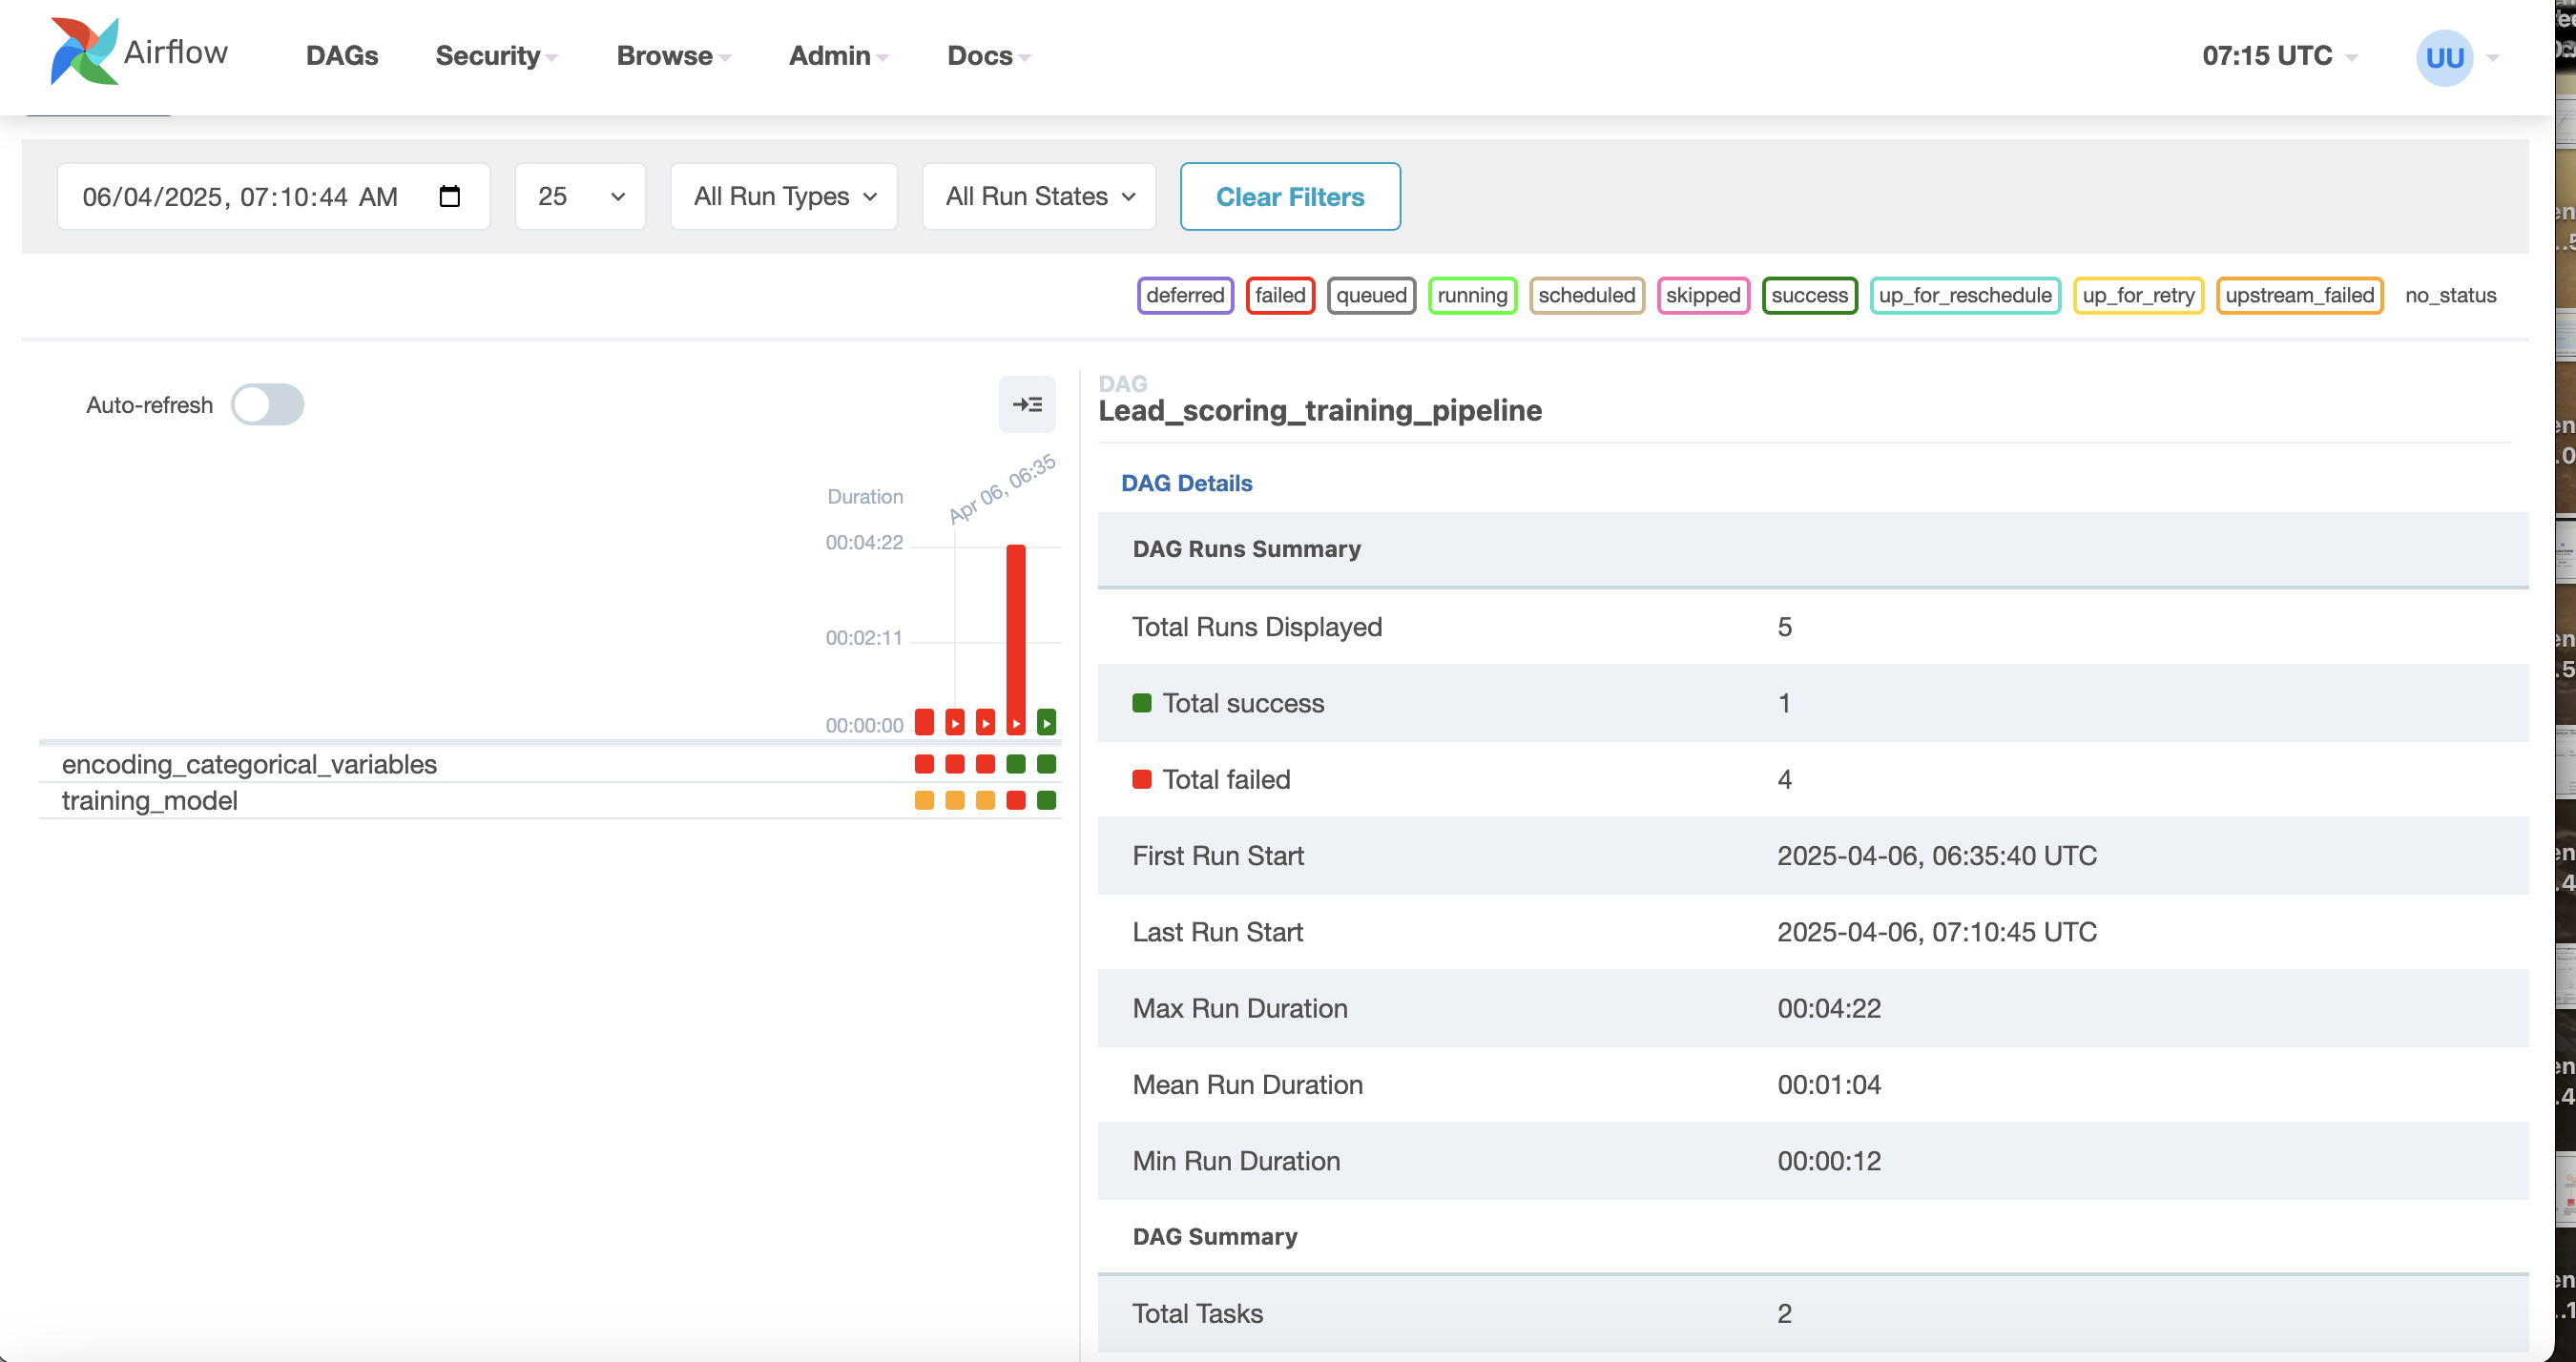 Airflow
DAGs Security Browse Admin Docs 07:15 UTC UU
06/04/2025, 07:10:44 AM 25 All Run Types All Run States Clear Filters
deferred failed queued running scheduled skipped success up_for_reschedule up_for_retry upstream_failed no_status
Auto-refresh
Duration
Apr 06, 06:35
00:04:22
00:02:11
00:00:00
encoding_categorical_variables
training_model
DAG
Lead_scoring_training_pipeline
DAG Details
DAG Runs Summary
Total Runs Displayed 5
Total success 1
Total failed 4
First Run Start 2025-04-06, 06:35:40 UTC
Last Run Start 2025-04-06, 07:10:45 UTC
Max Run Duration 00:04:22
Mean Run Duration 00:01:04
Min Run Duration 00:00:12
DAG Summary
Total Tasks 2